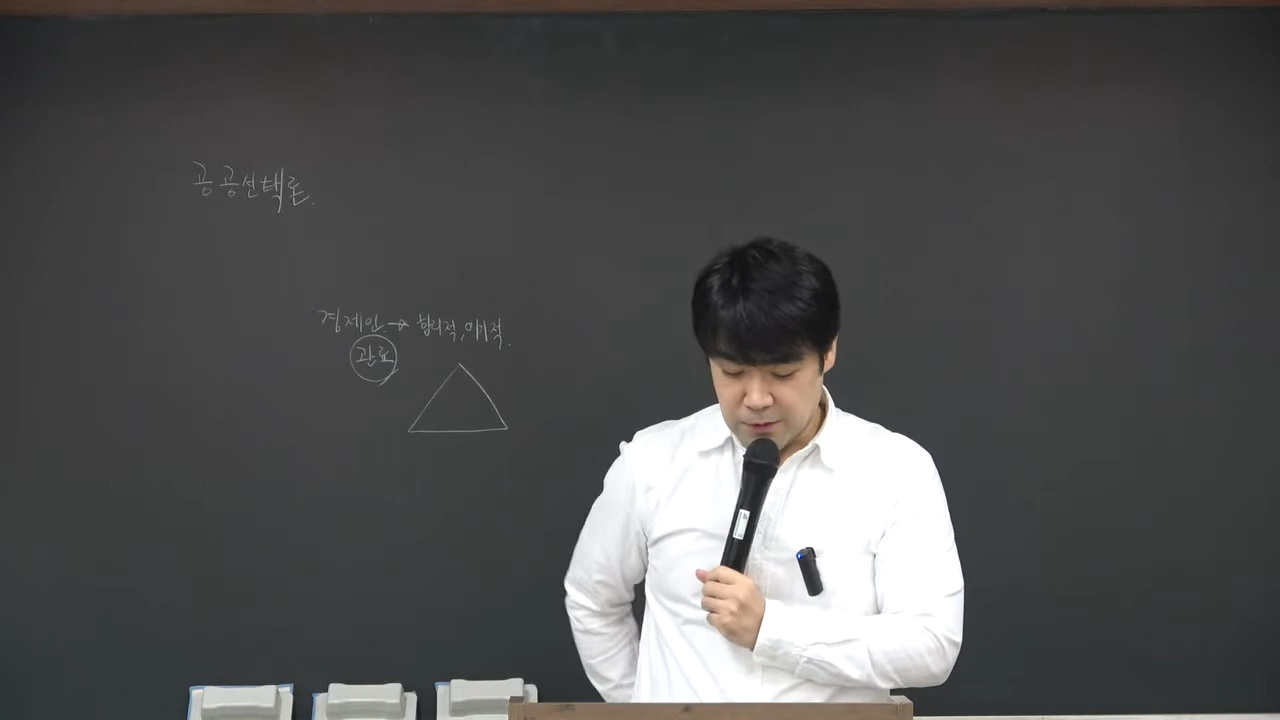 공공선택론.
경제인 → 합리적, 이기적.
관료